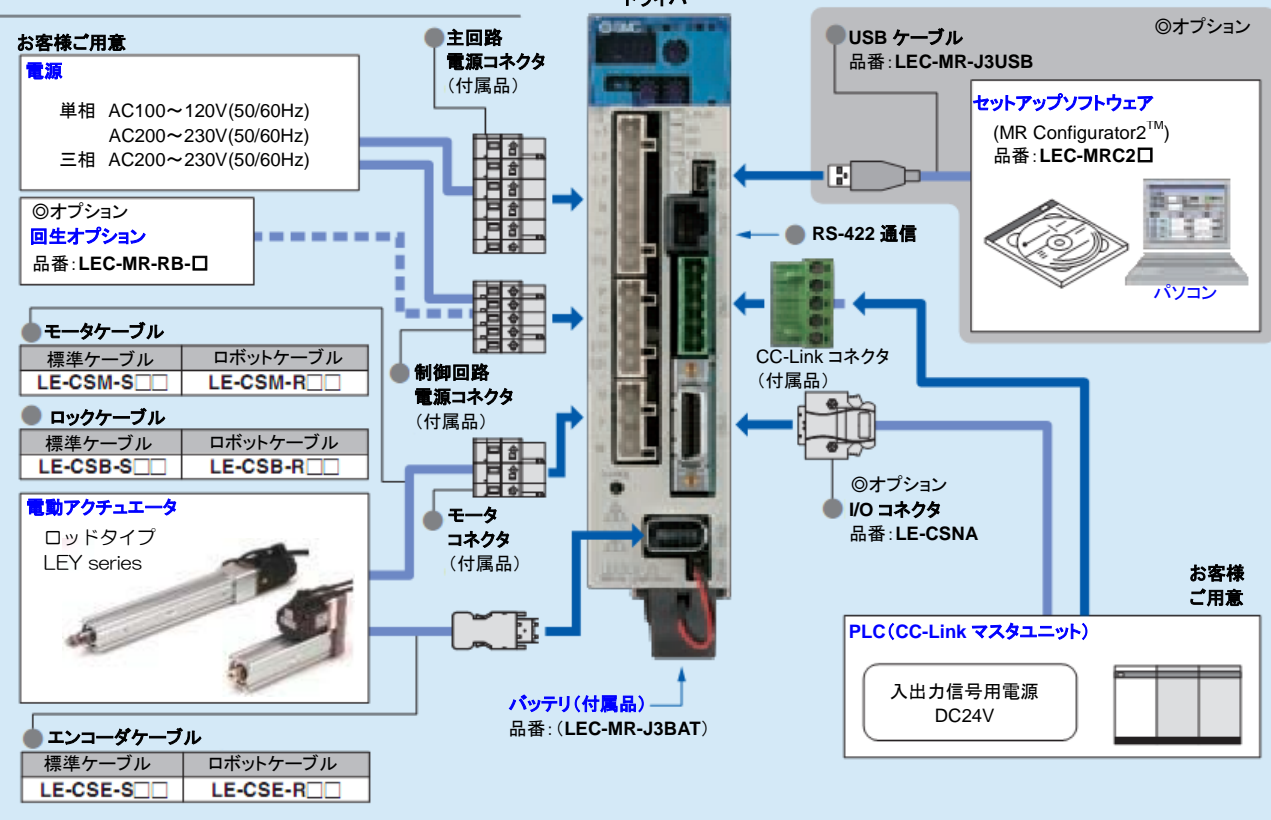 ドライバ
お客様ご用意
電源
単相 AC100～120V(50/60Hz)
AC200～230V(50/60Hz)
三相 AC200～230V(50/60Hz)
◎オプション
回生オプション
品番：LEC-MR-RB-□
モータケーブル
標準ケーブル ロボットケーブル
LE-CSM-S□□ LE-CSM-R□□
ロックケーブル
標準ケーブル ロボットケーブル
LE-CSB-S□□ LE-CSB-R□□
電動アクチュエータ
ロッドタイプ
LEY series
エンコーダケーブル
標準ケーブル ロボットケーブル
LE-CSE-S□□ LE-CSE-R□□
主回路
電源コネクタ
（付属品）
制御回路
電源コネクタ
（付属品）
モータ
コネクタ
（付属品）
バッテリ（付属品）
品番：（LEC-MR-J3BAT）
◎オプション
USB ケーブル
品番：LEC-MR-J3USB
セットアップソフトウェア
(MR Configurator2TM)
品番：LEC-MRC2□
パソコン
RS-422 通信
CC-Link コネクタ
（付属品）
◎オプション
I/O コネクタ
品番：LE-CSNA
お客様
ご用意
PLC（CC-Link マスタユニット）
入出力信号用電源
DC24V